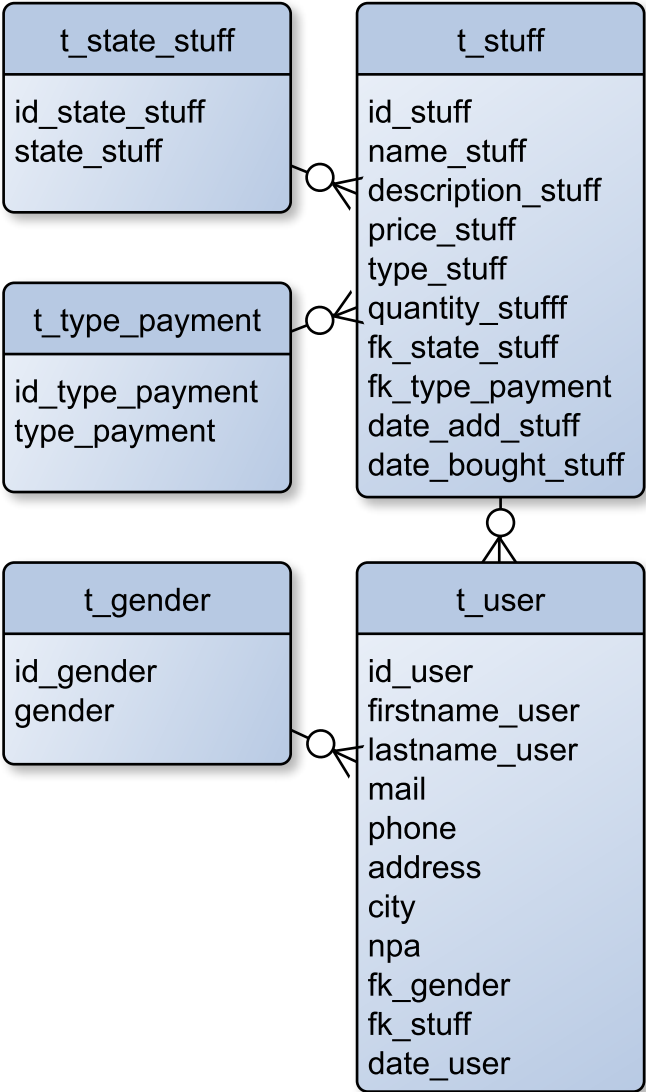 t_state_stuff
id_state_stuff
state_stuff
t_stuff
id_stuff
name_stuff
description_stuff
price_stuff
type_stuff
quantity_stufff
fk_state_stuff
fk_type_payment
date_add_stuff
date_bought_stuff
t_type_payment
id_type_payment
type_payment
t_gender
id_gender
gender
t_user
id_user
firstname_user
lastname_user
mail
phone
address
city
npa
fk_gender
fk_stuff
date_user